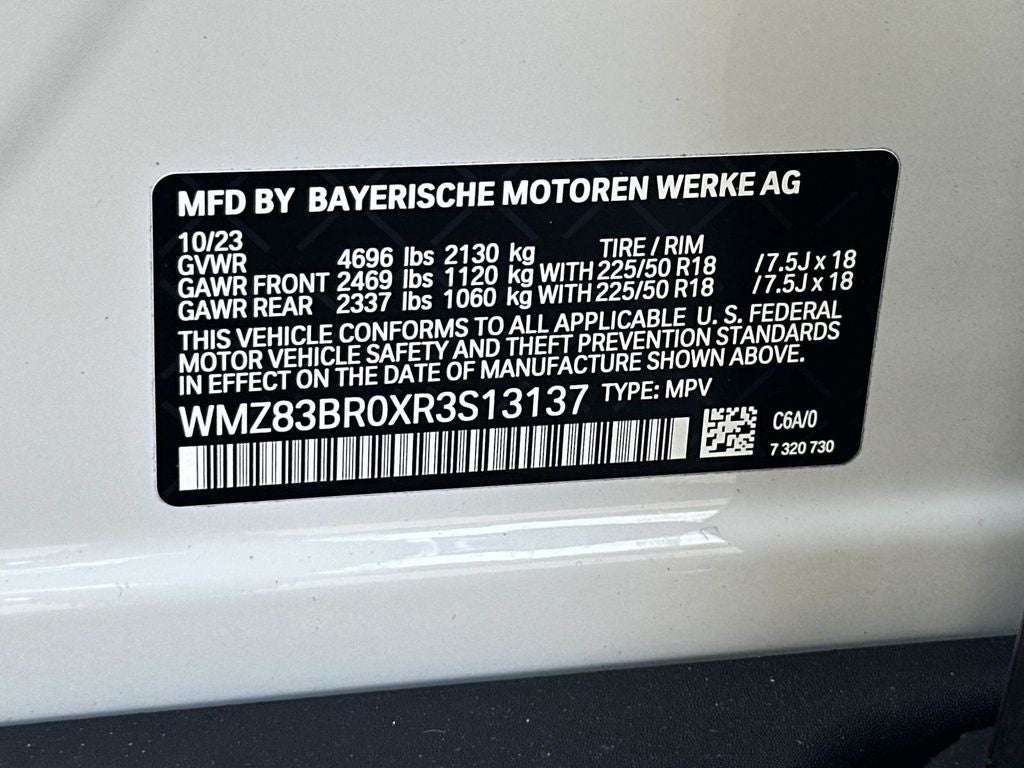 MFD BY BAYERISCHE MOTOREN WERKE AG
10/23 TIRE / RIM
GVWR 4696 lbs 2130 kg
GAWR FRONT 2469 lbs 1120 kg WITH 225/50 R18 / 7.5J x 18
GAWR REAR 2337 lbs 1060 kg WITH 225/50 R18 / 7.5J x 18
THIS VEHICLE CONFORMS TO ALL APPLICABLE U. S. FEDERAL
MOTOR VEHICLE SAFETY AND THEFT PREVENTION STANDARDS
IN EFFECT ON THE DATE OF MANUFACTURE SHOWN ABOVE.
WMZ83BR0XR3S13137 TYPE: MPV
C6A/0
7 320 730